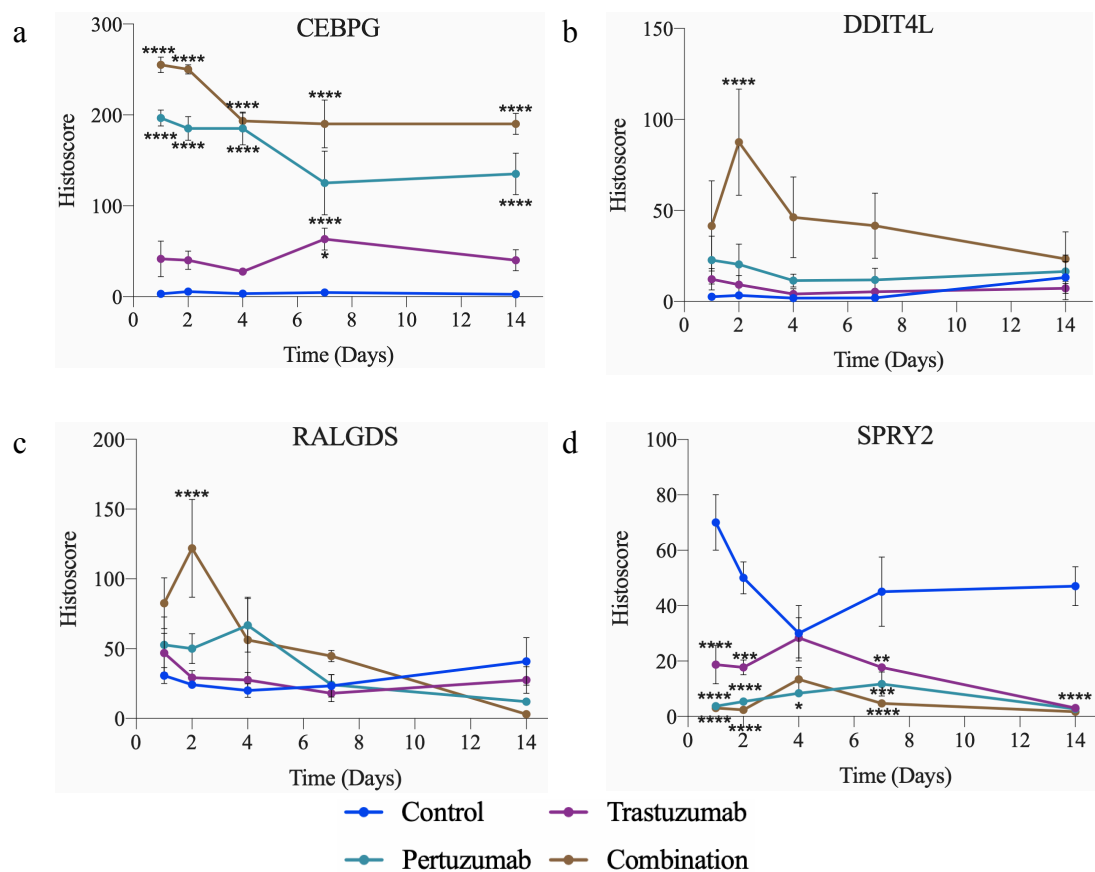 a
CEBPG
300
200
100
0
Histoscore
****
****
****
****
****
****
****
****
****
****
*
0 2 4 6 8 10 12 14
Time (Days)
b
DDIT4L
150
100
50
0
Histoscore
****
0 2 4 6 8 10 12 14
Time (Days)
c
RALGDS
200
150
100
50
0
Histoscore
****
0 2 4 6 8 10 12 14
Time (Days)
d
SPRY2
100
80
60
40
20
0
Histoscore
****
***
**
****
****
***
****
****
****
*
****
0 2 4 6 8 10 12 14
Time (Days)
Control Trastuzumab
Pertuzumab Combination